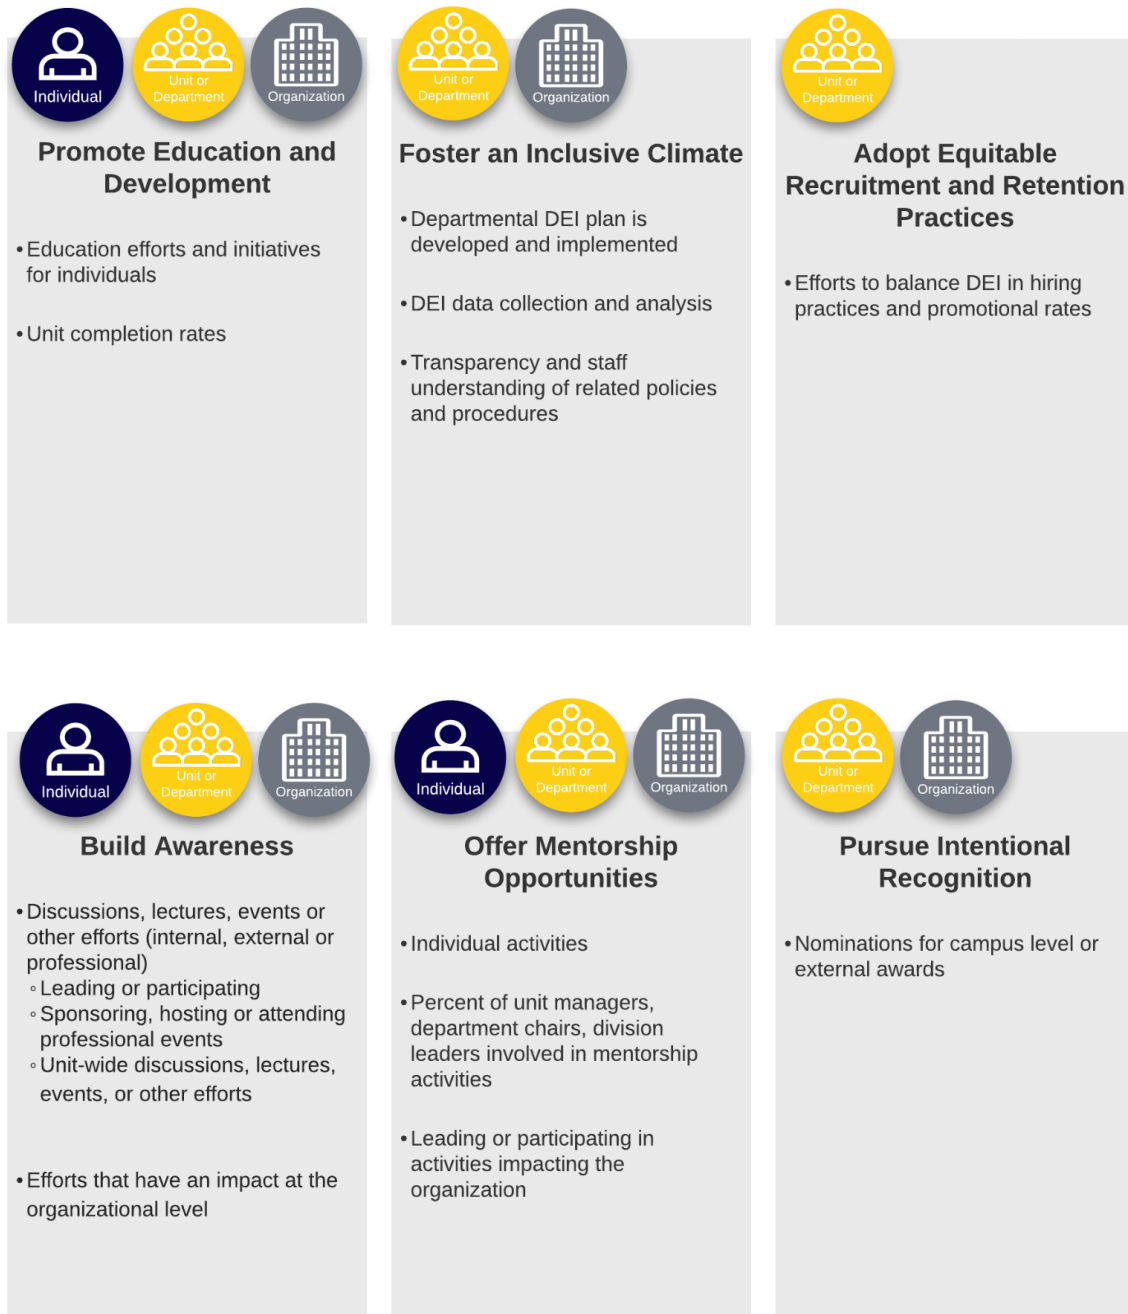 Individual
Unit or
Department
Organization
Promote Education and
Development
•Education efforts and initiatives
for individuals
•Unit completion rates
Unit or
Department
Organization
Foster an Inclusive Climate
•Departmental DEI plan is
developed and implemented
•DEI data collection and analysis
•Transparency and staff
understanding of related policies
and procedures
Unit or
Department
Adopt Equitable
Recruitment and Retention
Practices
•Efforts to balance DEI in hiring
practices and promotional rates
Individual
Unit or
Department
Organization
Build Awareness
•Discussions, lectures, events or
other efforts (internal, external or
professional)
◦Leading or participating
◦Sponsoring, hosting or attending
professional events
◦Unit-wide discussions, lectures,
events, or other efforts
•Efforts that have an impact at the
organizational level
Individual
Unit or
Department
Organization
Offer Mentorship
Opportunities
•Individual activities
•Percent of unit managers,
department chairs, division
leaders involved in mentorship
activities
•Leading or participating in
activities impacting the
organization
Unit or
Department
Organization
Pursue Intentional
Recognition
•Nominations for campus level or
external awards